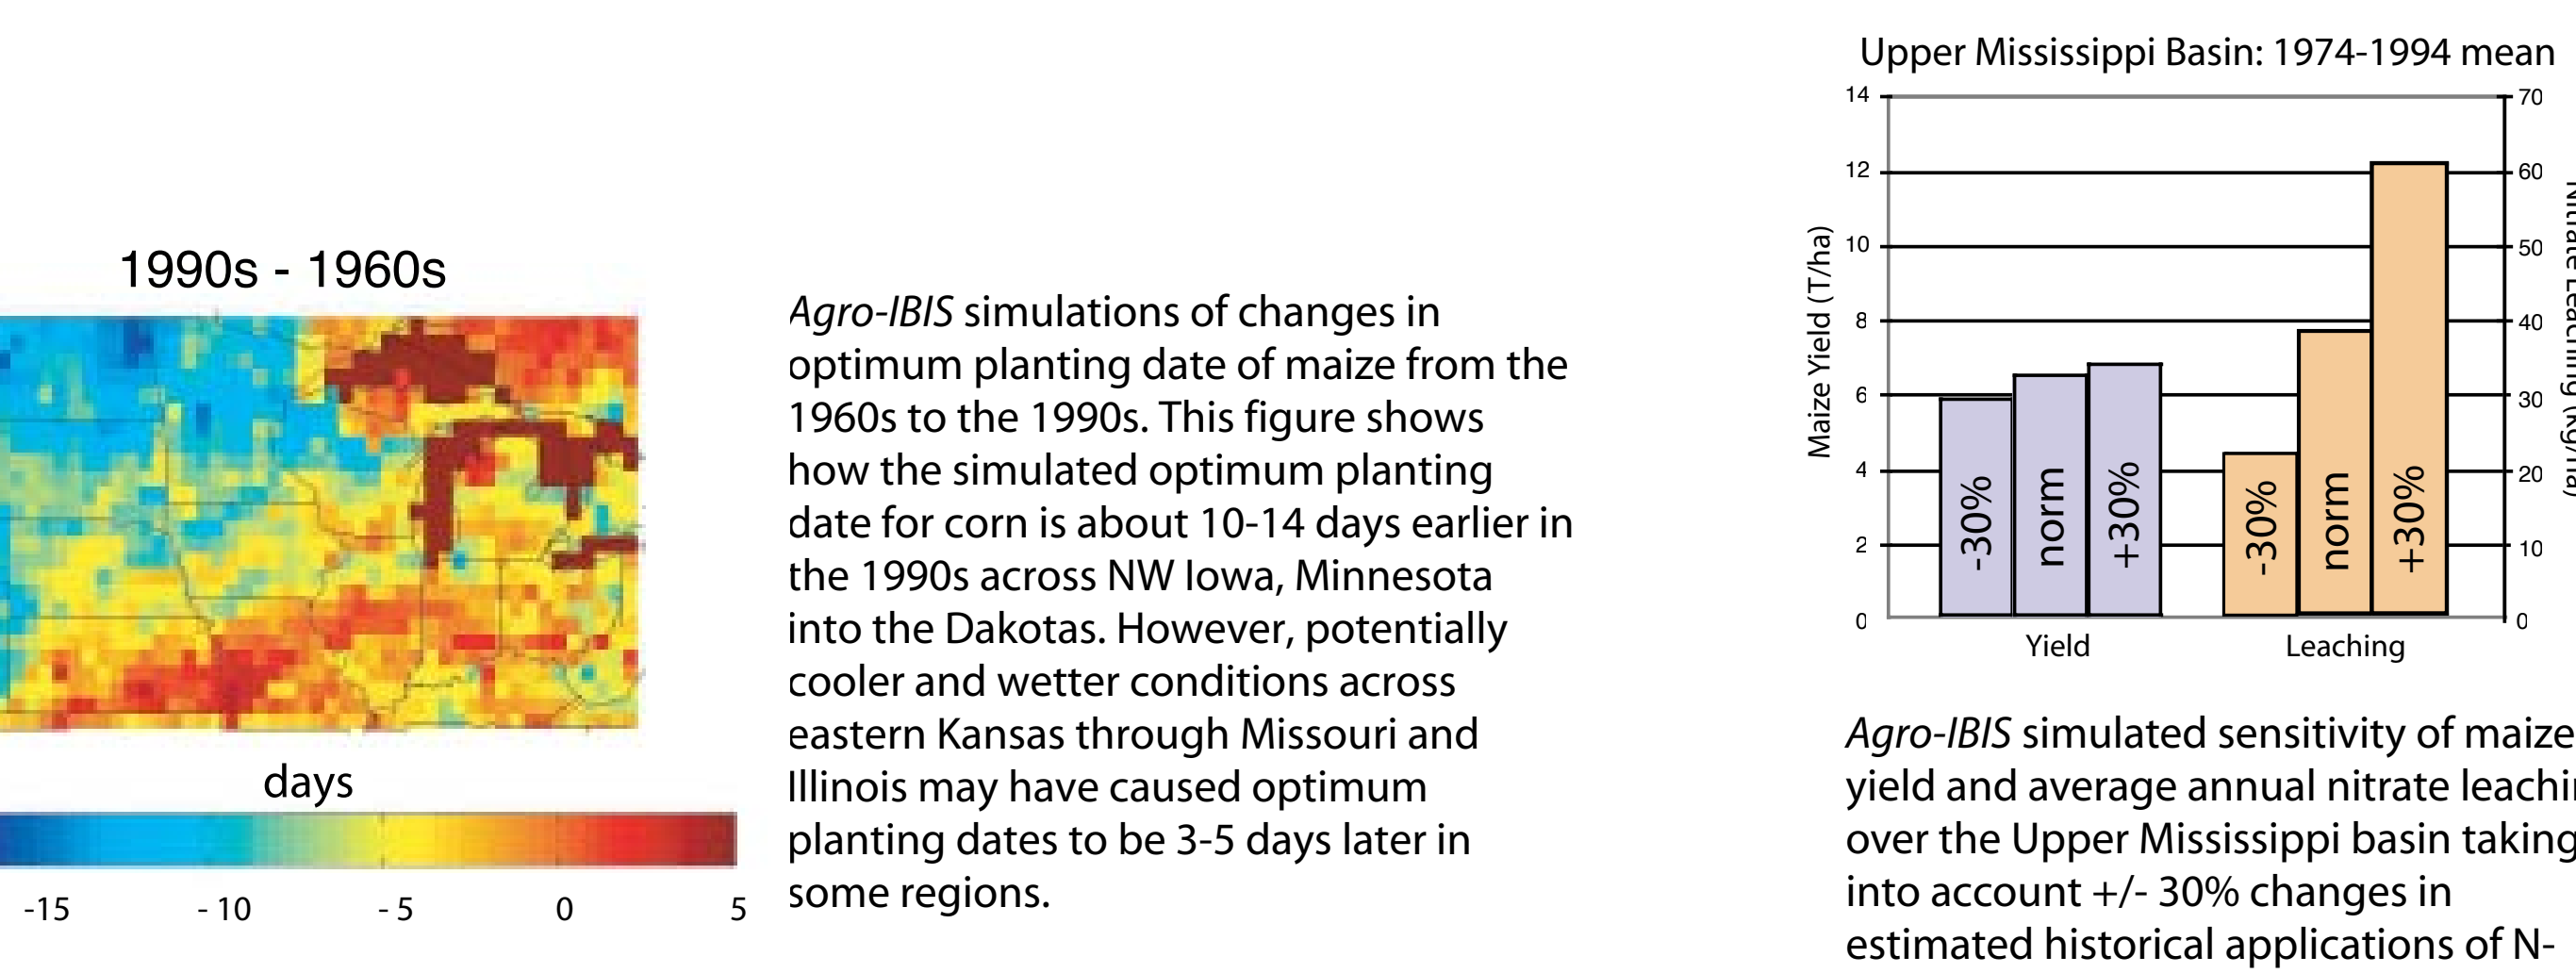 1990s - 1960s
days
-15 - 10 - 5 0 5
Agro-IBIS simulations of changes in
optimum planting date of maize from the
1960s to the 1990s. This figure shows
how the simulated optimum planting
date for corn is about 10-14 days earlier in
the 1990s across NW Iowa, Minnesota
into the Dakotas. However, potentially
cooler and wetter conditions across
eastern Kansas through Missouri and
Illinois may have caused optimum
planting dates to be 3-5 days later in
some regions.
Upper Mississippi Basin: 1974-1994 mean
Maize Yield (T/ha)
14
12
10
8
6
4
2
0
-30%
norm
+30%
-30%
norm
+30%
70
60
50
40
30
20
10
0
Nitrate Leaching (kg/ha)
Yield Leaching
Agro-IBIS simulated sensitivity of maize
yield and average annual nitrate leachi
over the Upper Mississippi basin taking
into account +/- 30% changes in
estimated historical applications of N-